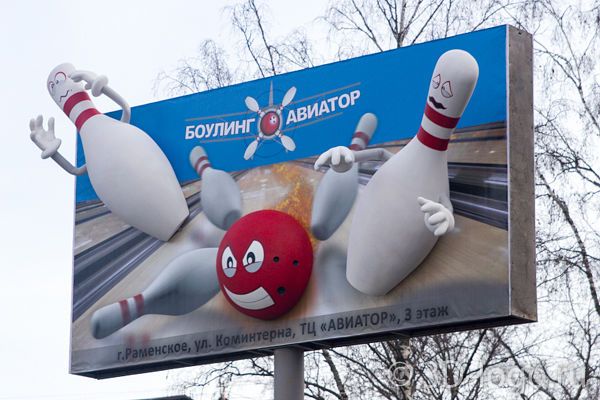 БОУЛИНГ АВИАТОР
г.Раменское, ул. Коминтерна, ТЦ «АВИАТОР», 3 этаж